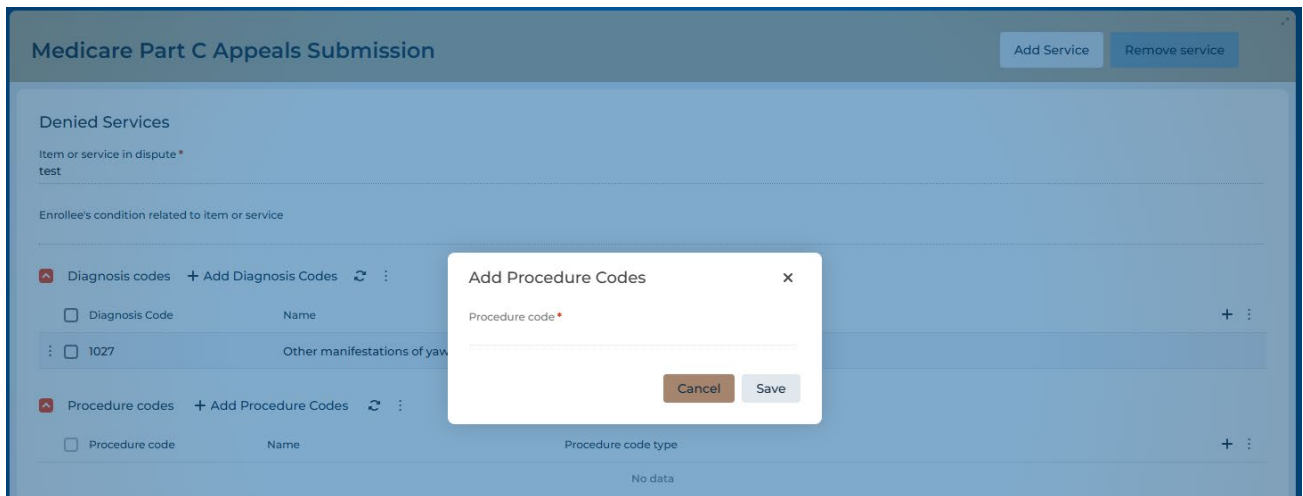 Medicare Part C Appeals Submission
Add Service
Remove service
Denied Services
Item or service in dispute *
test
Enrollee's condition related to item or service
Diagnosis codes + Add Diagnosis Codes
Diagnosis Code Name
1027 Other manifestations of yaw
Add Procedure Codes
Procedure code *
Cancel Save
Procedure codes + Add Procedure Codes
Procedure code Name Procedure code type
No data